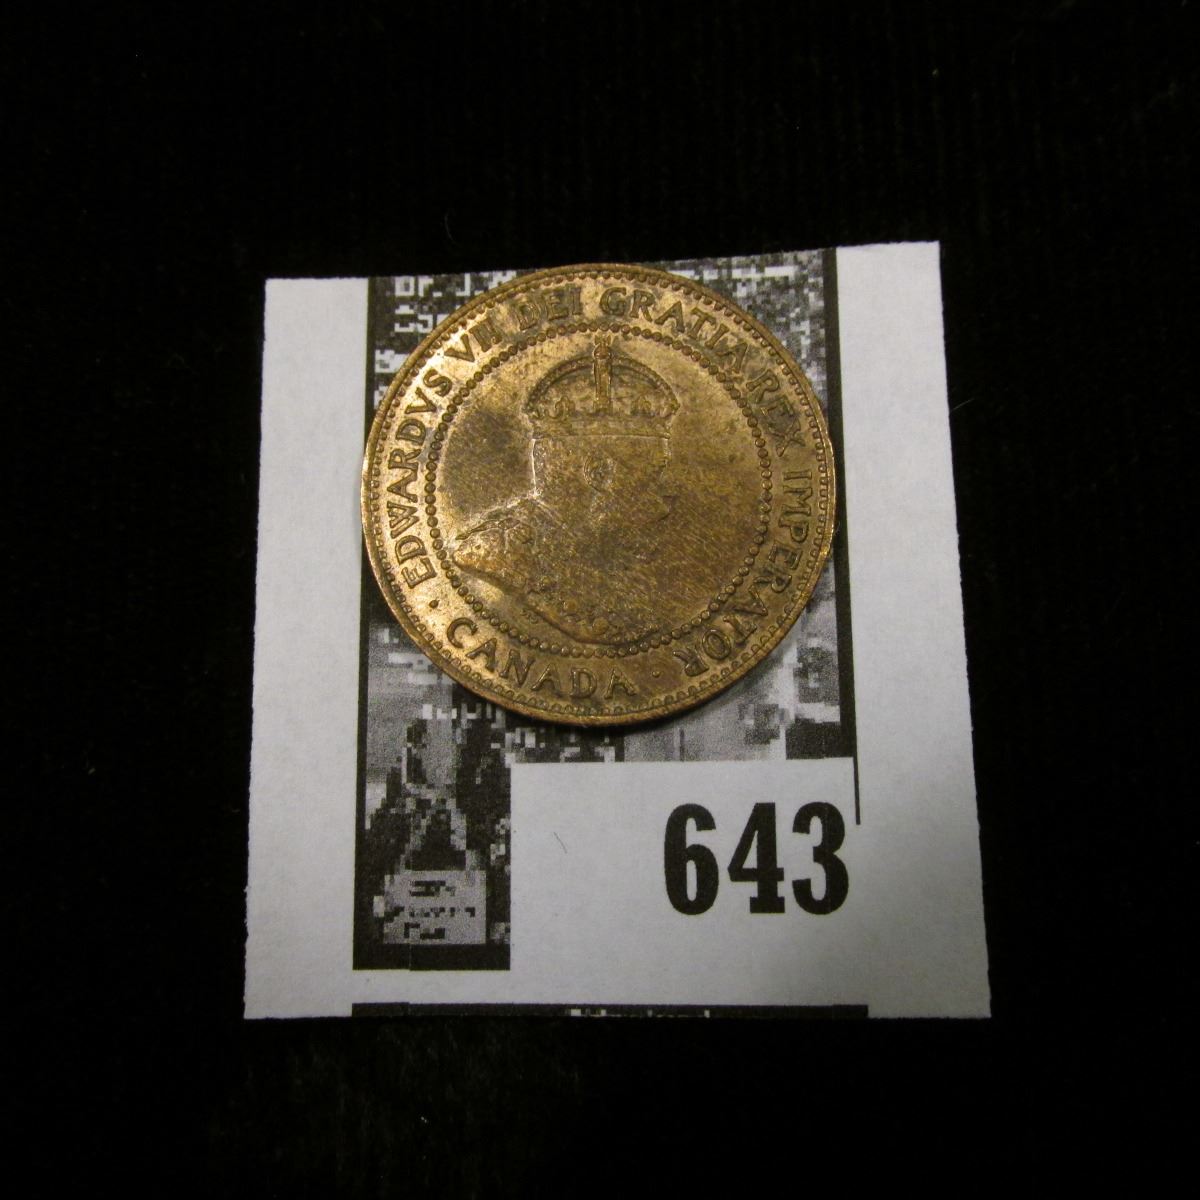 EDWARDVS VII DEI GRATIA REX IMPERATOR
· CANADA ·
643